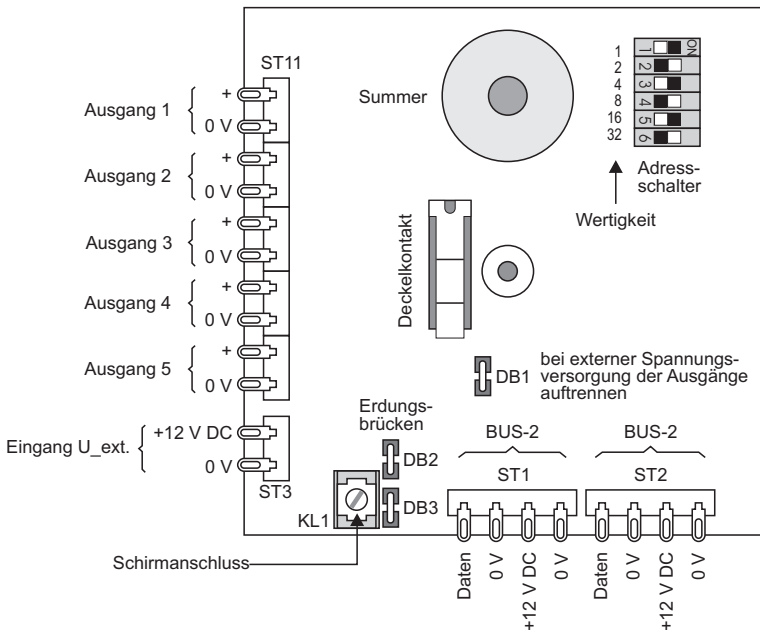 ST11
Ausgang 1
+
0 V
Ausgang 2
+
0 V
Ausgang 3
+
0 V
Ausgang 4
+
0 V
Ausgang 5
+
0 V
Eingang U_ext.
+12 V DC
0 V
ST3
Summer
1
2
4
8
16
32
ON
1
2
3
4
5
6
Adress-
schalter
Wertigkeit
Deckelkontakt
DB1
bei externer Spannungs-
versorgung der Ausgänge
auftrennen
Erdungs-
brücken
DB2
DB3
KL1
Schirmanschluss
BUS-2
ST1
Daten
0 V
+12 V DC
0 V
BUS-2
ST2
Daten
0 V
+12 V DC
0 V